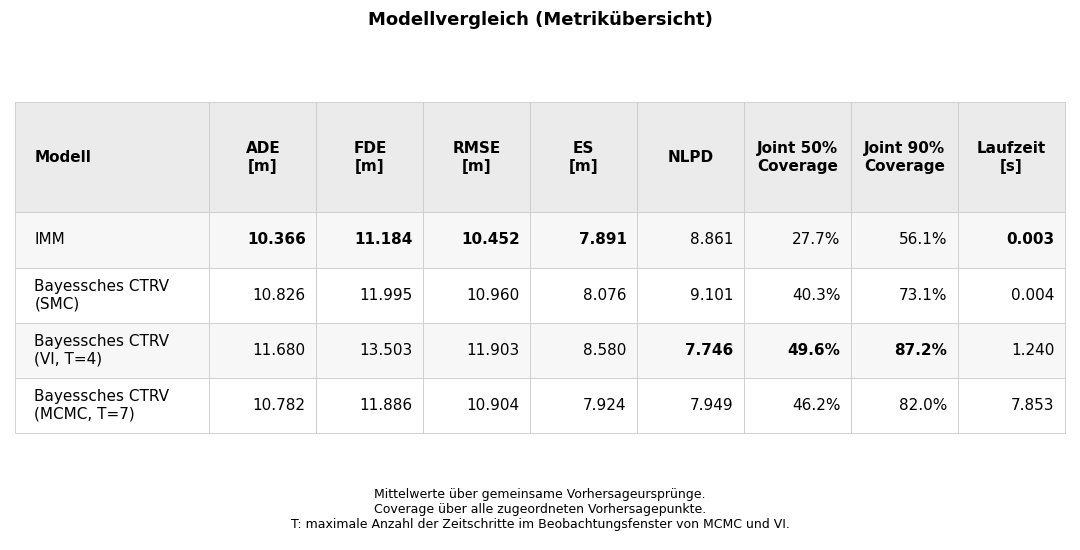 Modellvergleich (Metrikübersicht)
Modell ADE [m] FDE [m] RMSE [m] ES [m] NLPD Joint 50% Coverage Joint 90% Coverage Laufzeit [s]
IMM 10.366 11.184 10.452 7.891 8.861 27.7% 56.1% 0.003
Bayessches CTRV (SMC) 10.826 11.995 10.960 8.076 9.101 40.3% 73.1% 0.004
Bayessches CTRV (VI, T=4) 11.680 13.503 11.903 8.580 7.746 49.6% 87.2% 1.240
Bayessches CTRV (MCMC, T=7) 10.782 11.886 10.904 7.924 7.949 46.2% 82.0% 7.853
Mittelwerte über gemeinsame Vorhersageursprünge.
Coverage über alle zugeordneten Vorhersagepunkte.
T: maximale Anzahl der Zeitschritte im Beobachtungsfenster von MCMC und VI.